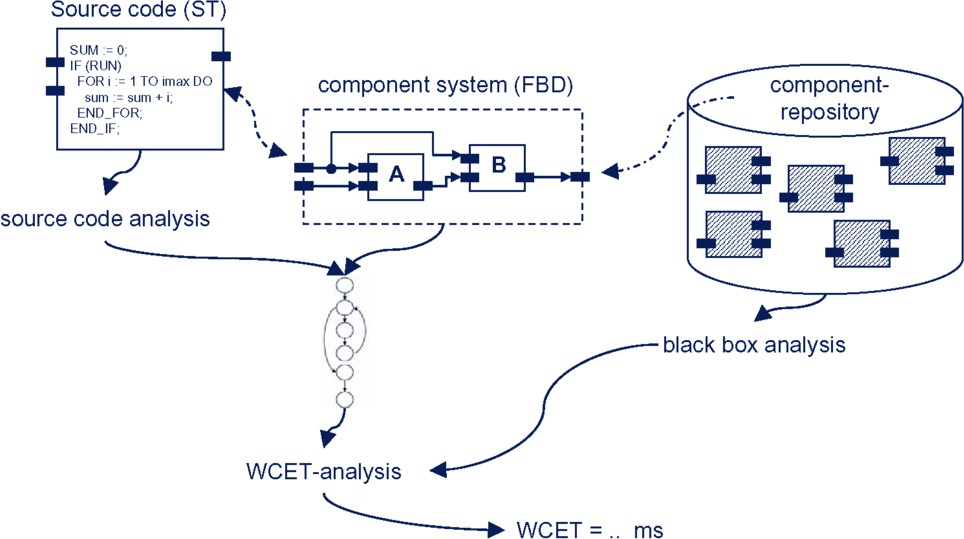 Source code (ST)
SUM := 0;
IF (RUN)
FOR i := 1 TO imax DO
sum := sum + i;
END_FOR;
END_IF;
component system (FBD)
A
B
component-
repository
source code analysis
black box analysis
WCET-analysis
WCET = .. ms